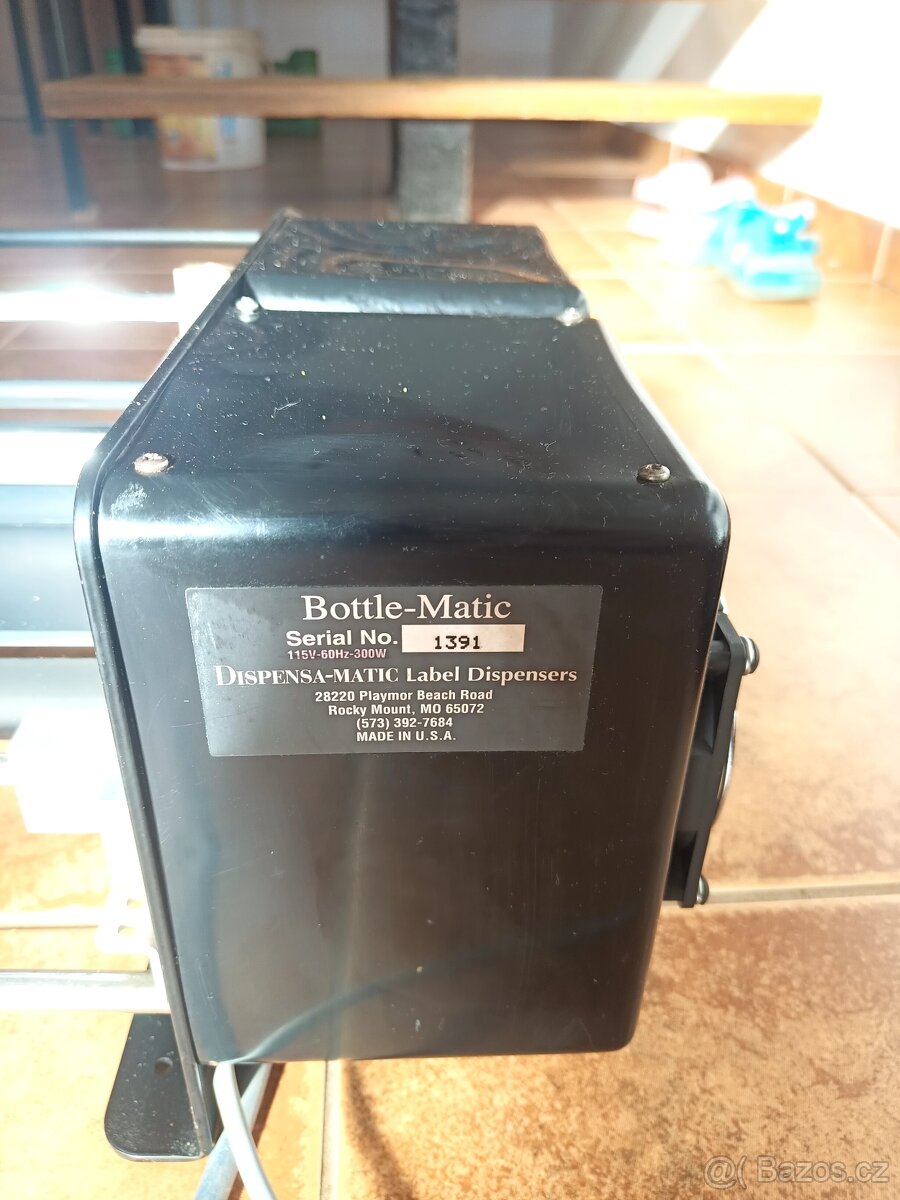 Bottle-Matic
Serial No. 1391
115V-60Hz-300W
DISPENSA-MATIC Label Dispensers
28220 Playmor Beach Road
Rocky Mount, MO 65072
(573) 392-7684
MADE IN U.S.A.
@( Bazos.cz